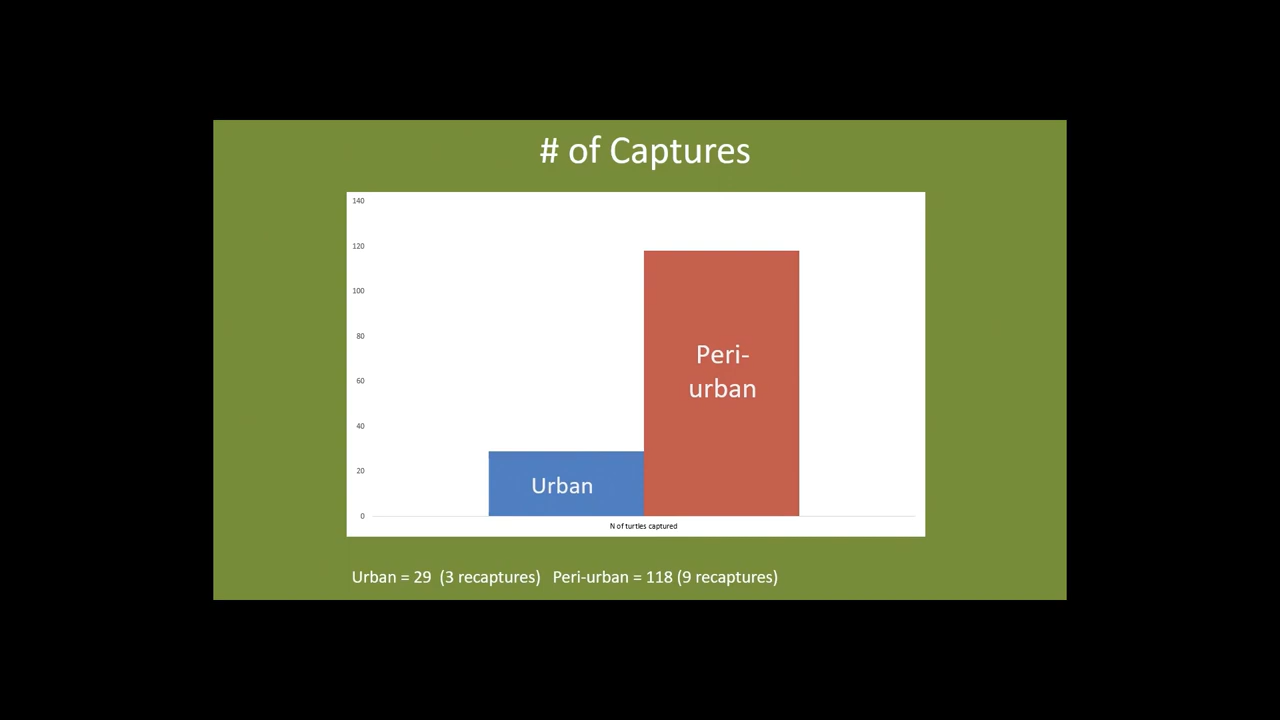 # of Captures
140
120
100
80
60
40
20
0
Peri-
urban
Urban
N of turtles captured
Urban = 29  (3 recaptures)   Peri-urban = 118 (9 recaptures)